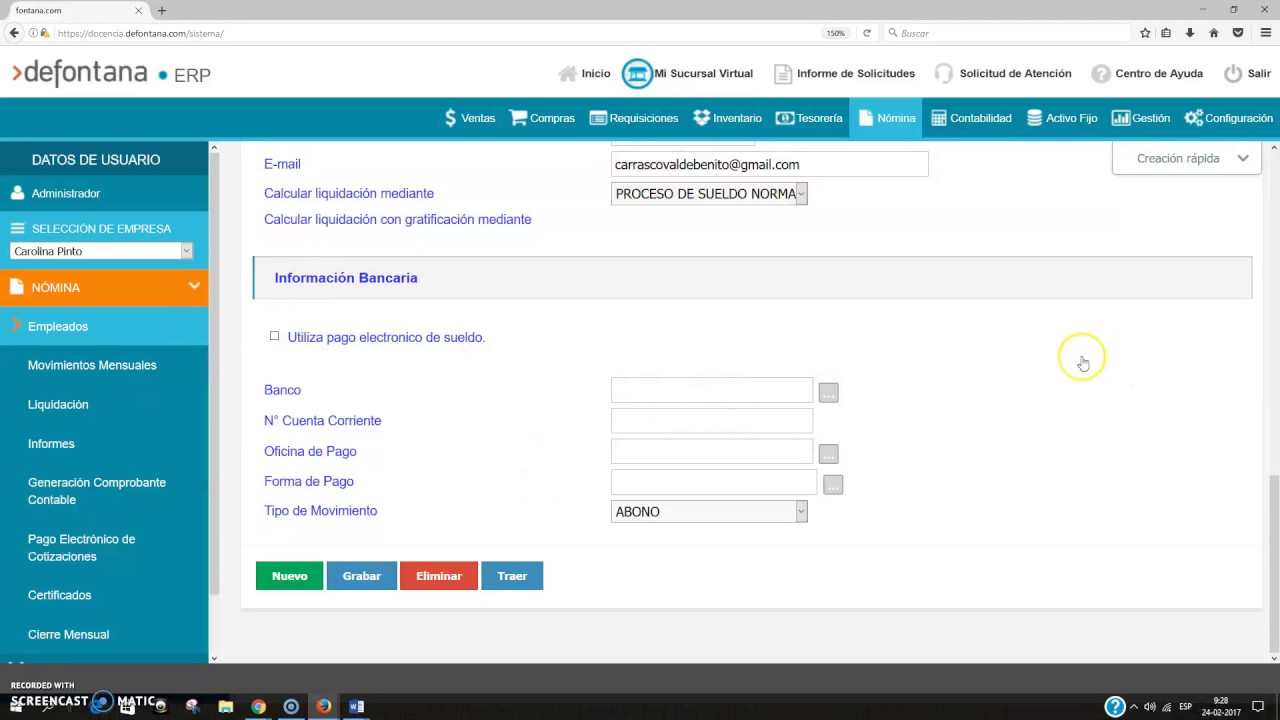 fontana.com
https://docencia.defontana.com/sistema/
150%
Buscar
defontana • ERP
Inicio
Mi Sucursal Virtual
Informe de Solicitudes
Solicitud de Atención
Centro de Ayuda
Salir
Ventas
Compras
Requisiciones
Inventario
Tesorería
Nómina
Contabilidad
Activo Fijo
Gestión
Configuración
DATOS DE USUARIO
Administrador
SELECCIÓN DE EMPRESA
Carolina Pinto
NÓMINA
Empleados
Movimientos Mensuales
Liquidación
Informes
Generación Comprobante
Contable
Pago Electrónico de
Cotizaciones
Certificados
Cierre Mensual
Creación rápida
E-mail
carrascovaldebenito@gmail.com
Calcular liquidación mediante
PROCESO DE SUELDO NORMA
Calcular liquidación con gratificación mediante
Información Bancaria
Utiliza pago electronico de sueldo.
Banco
...
N° Cuenta Corriente
Oficina de Pago
...
Forma de Pago
...
Tipo de Movimiento
ABONO
Nuevo
Grabar
Eliminar
Traer
RECORDED WITH
SCREENCAST MATIC
ESP
9:28
24-02-2017